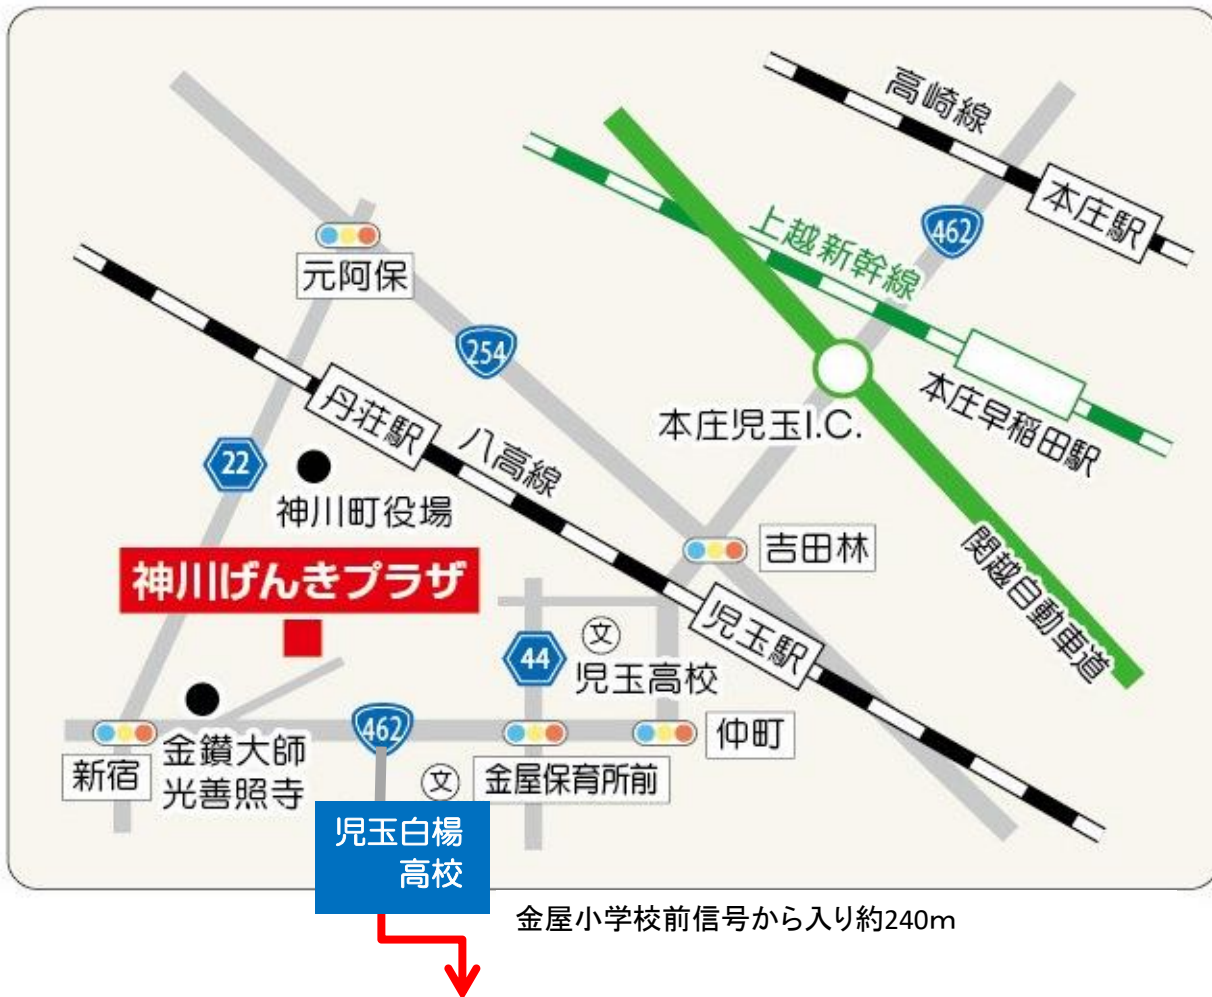 高崎線
本庄駅
462
上越新幹線
元阿保
254
本庄早稲田駅
本庄児玉I.C.
丹荘駅
八高線
22
神川町役場
吉田林
関越自動車道
神川げんきプラザ
児玉駅
文
44
児玉高校
462
仲町
新宿
金鑚大師
光善照寺
文
金屋保育所前
児玉白楊
高校
金屋小学校前信号から入り約240m